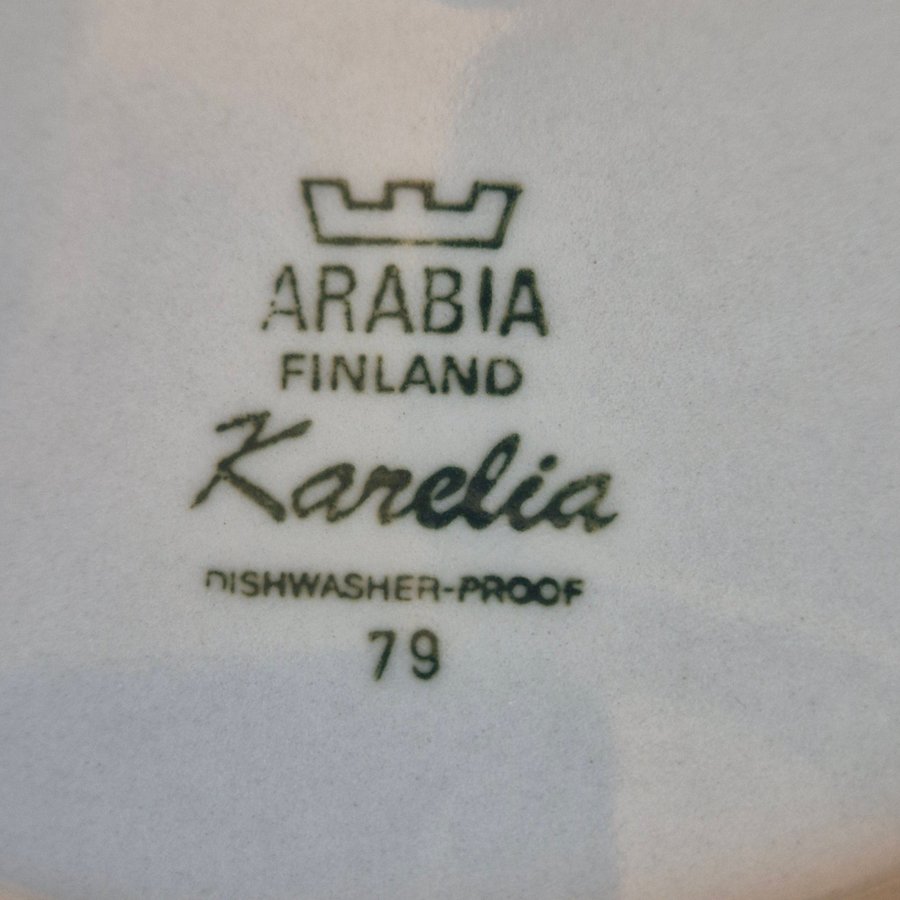 ARABIA
FINLAND
Karelia
DISHWASHER-PROOF
79